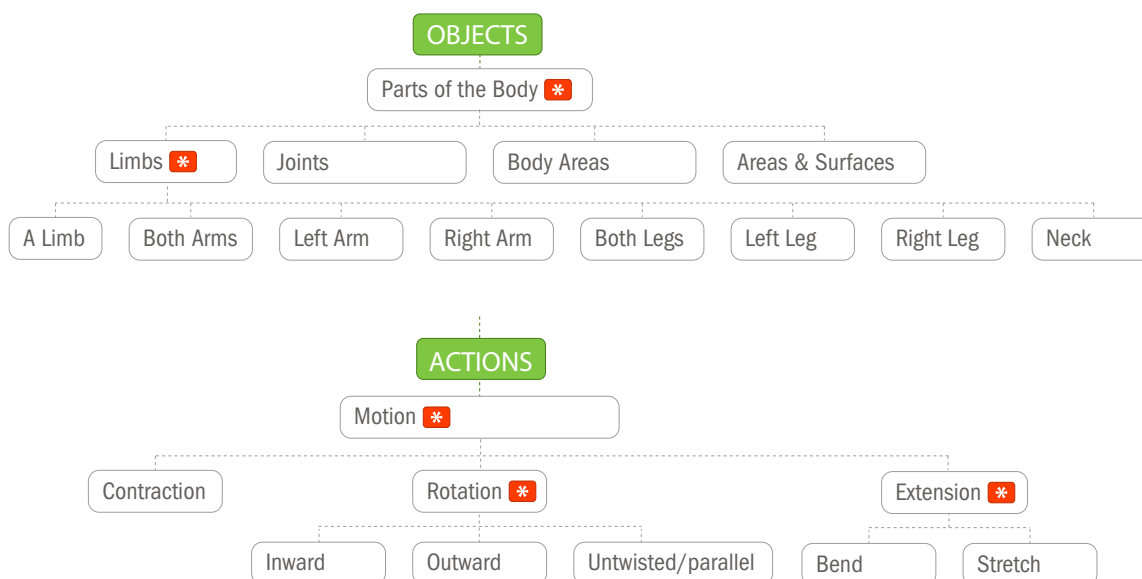 OBJECTS
Parts of the Body *
Limbs * Joints Body Areas Areas & Surfaces
A Limb Both Arms Left Arm Right Arm Both Legs Left Leg Right Leg Neck
ACTIONS
Motion *
Contraction Rotation * Extension *
Inward Outward Untwisted/parallel Bend Stretch